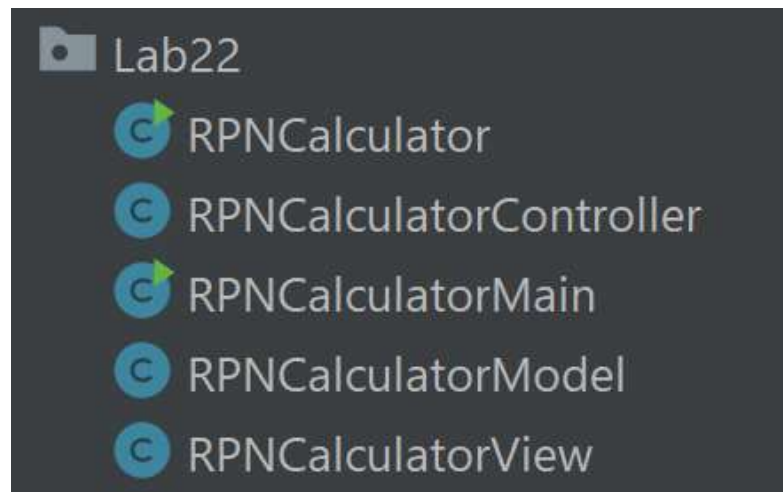 Lab22
C RPNCalculator
C RPNCalculatorController
C RPNCalculatorMain
C RPNCalculatorModel
C RPNCalculatorView